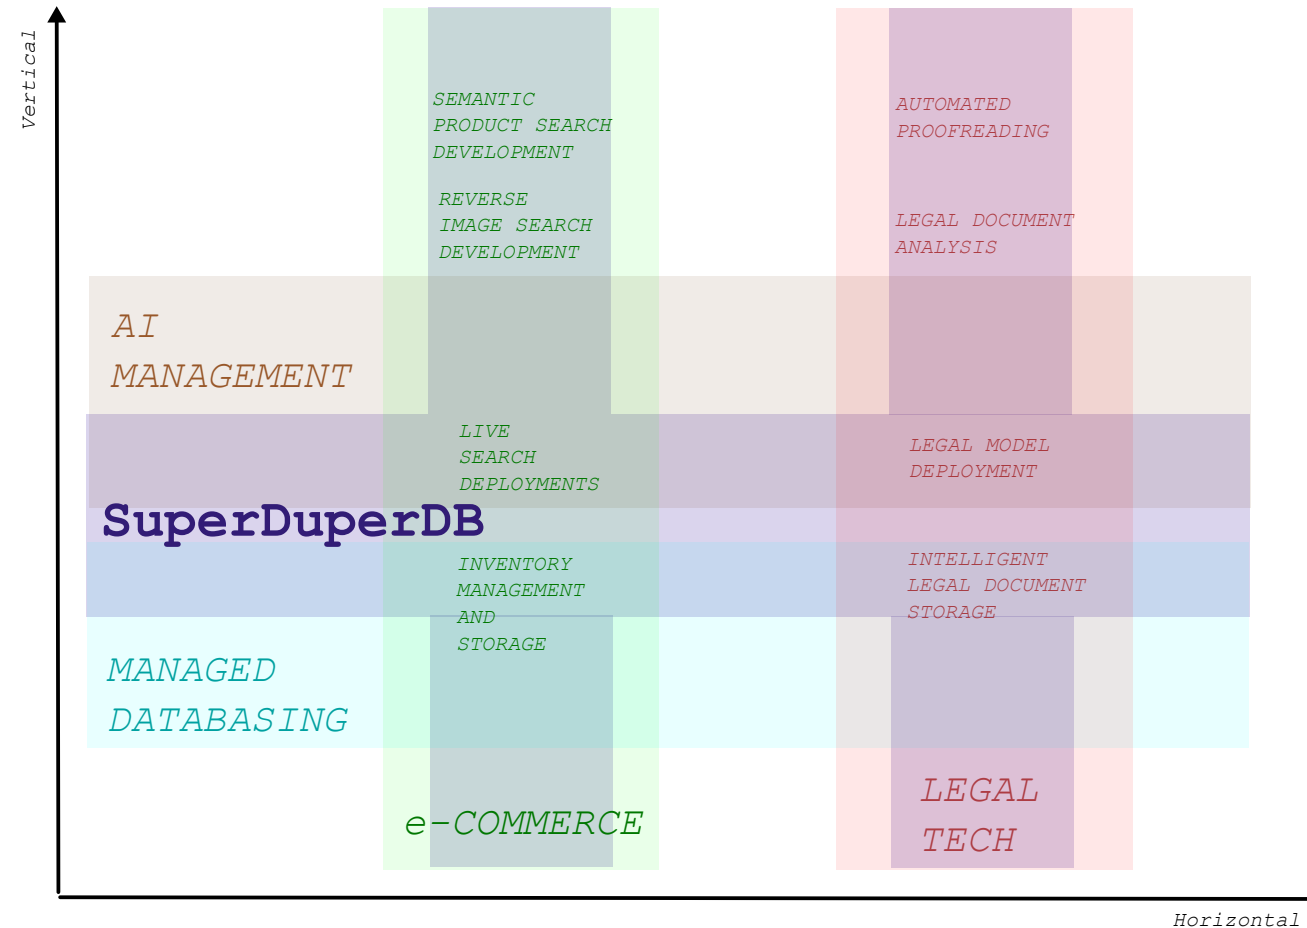 Vertical
SEMANTIC
PRODUCT SEARCH
DEVELOPMENT
REVERSE
IMAGE SEARCH
DEVELOPMENT
AUTOMATED
PROOFREADING
LEGAL DOCUMENT
ANALYSIS
AI
MANAGEMENT
LIVE
SEARCH
DEPLOYMENTS
LEGAL MODEL
DEPLOYMENT
SuperDuperDB
INVENTORY
MANAGEMENT
AND
STORAGE
INTELLIGENT
LEGAL DOCUMENT
STORAGE
MANAGED
DATABASING
e-COMMERCE
LEGAL
TECH
Horizontal